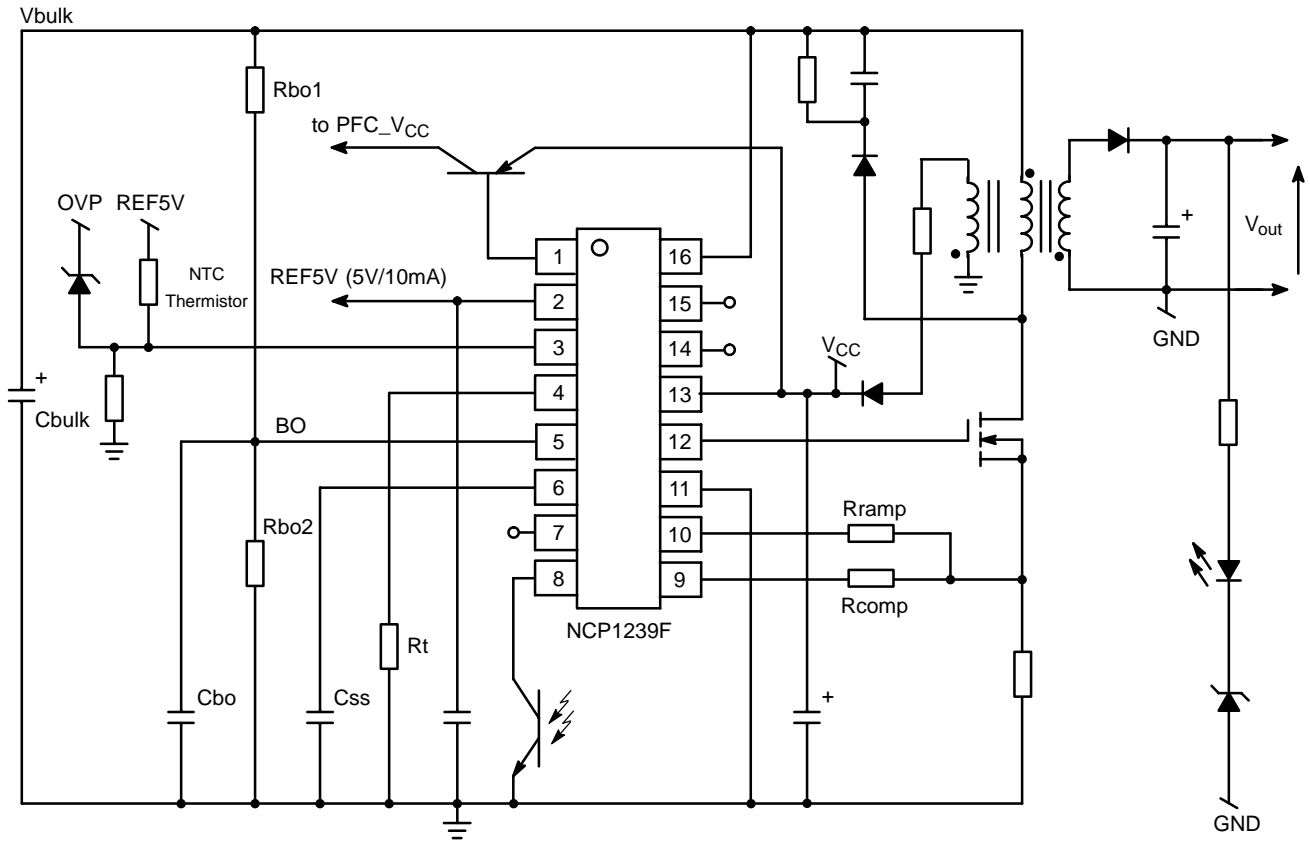 Vbulk
Rbo1
to PFC_VCC
OVP
REF5V
NTC
Thermistor
REF5V (5V/10mA)
1
2
3
4
5
6
7
8
16
15
14
13
12
11
10
9
NCP1239F
VCC
+
Vout
GND
+
Cbulk
BO
Rbo2
Rramp
Rcomp
Rt
Cbo
Css
+
GND